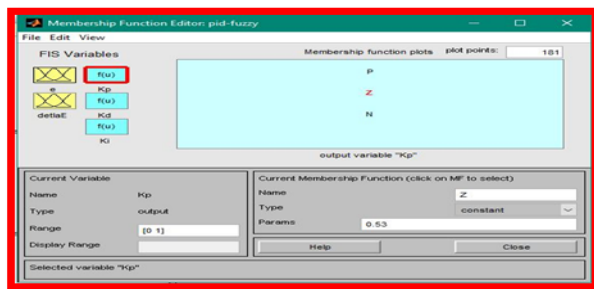 Membership Function Editor: pid-fuzzy
File Edit View
FIS Variables
Membership function plots
plot points:
181
f(u)
e
Kp
f(u)
detlaE
Kd
f(u)
Ki
P
Z
N
output variable "Kp"
Current Variable
Name
Kp
Type
output
Range
[0 1]
Display Range
Current Membership Function (click on MF to select)
Name
Z
Type
constant
Params
0.53
Help
Close
Selected variable "Kp"